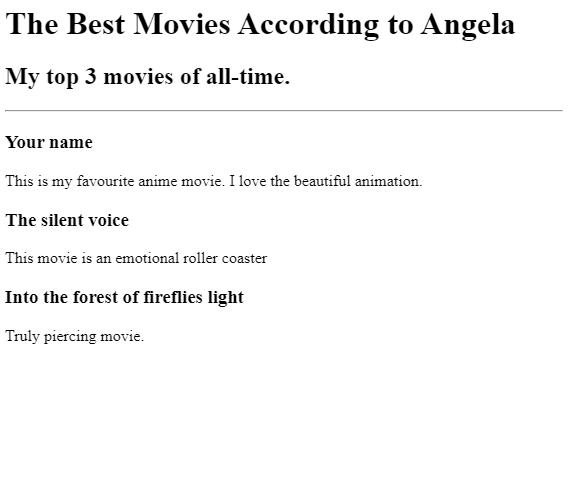 The Best Movies According to Angela
My top 3 movies of all-time.
Your name
This is my favourite anime movie. I love the beautiful animation.
The silent voice
This movie is an emotional roller coaster
Into the forest of fireflies light
Truly piercing movie.